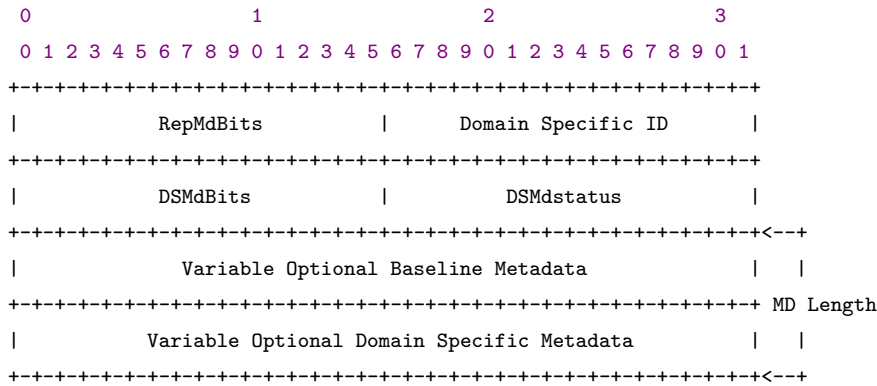 0                   1                   2                   3
 0 1 2 3 4 5 6 7 8 9 0 1 2 3 4 5 6 7 8 9 0 1 2 3 4 5 6 7 8 9 0 1
+-+-+-+-+-+-+-+-+-+-+-+-+-+-+-+-+-+-+-+-+-+-+-+-+-+-+-+-+-+-+-+-+
|            RepMdBits          |      Domain Specific ID       |
+-+-+-+-+-+-+-+-+-+-+-+-+-+-+-+-+-+-+-+-+-+-+-+-+-+-+-+-+-+-+-+-+
|            DSMdBits           |          DSMdstatus           |
+-+-+-+-+-+-+-+-+-+-+-+-+-+-+-+-+-+-+-+-+-+-+-+-+-+-+-+-+-+-+-+-+<--+
|              Variable Optional Baseline Metadata              |   |
+-+-+-+-+-+-+-+-+-+-+-+-+-+-+-+-+-+-+-+-+-+-+-+-+-+-+-+-+-+-+-+-+ MD Length
|           Variable Optional Domain Specific Metadata          |   |
+-+-+-+-+-+-+-+-+-+-+-+-+-+-+-+-+-+-+-+-+-+-+-+-+-+-+-+-+-+-+-+-+<--+